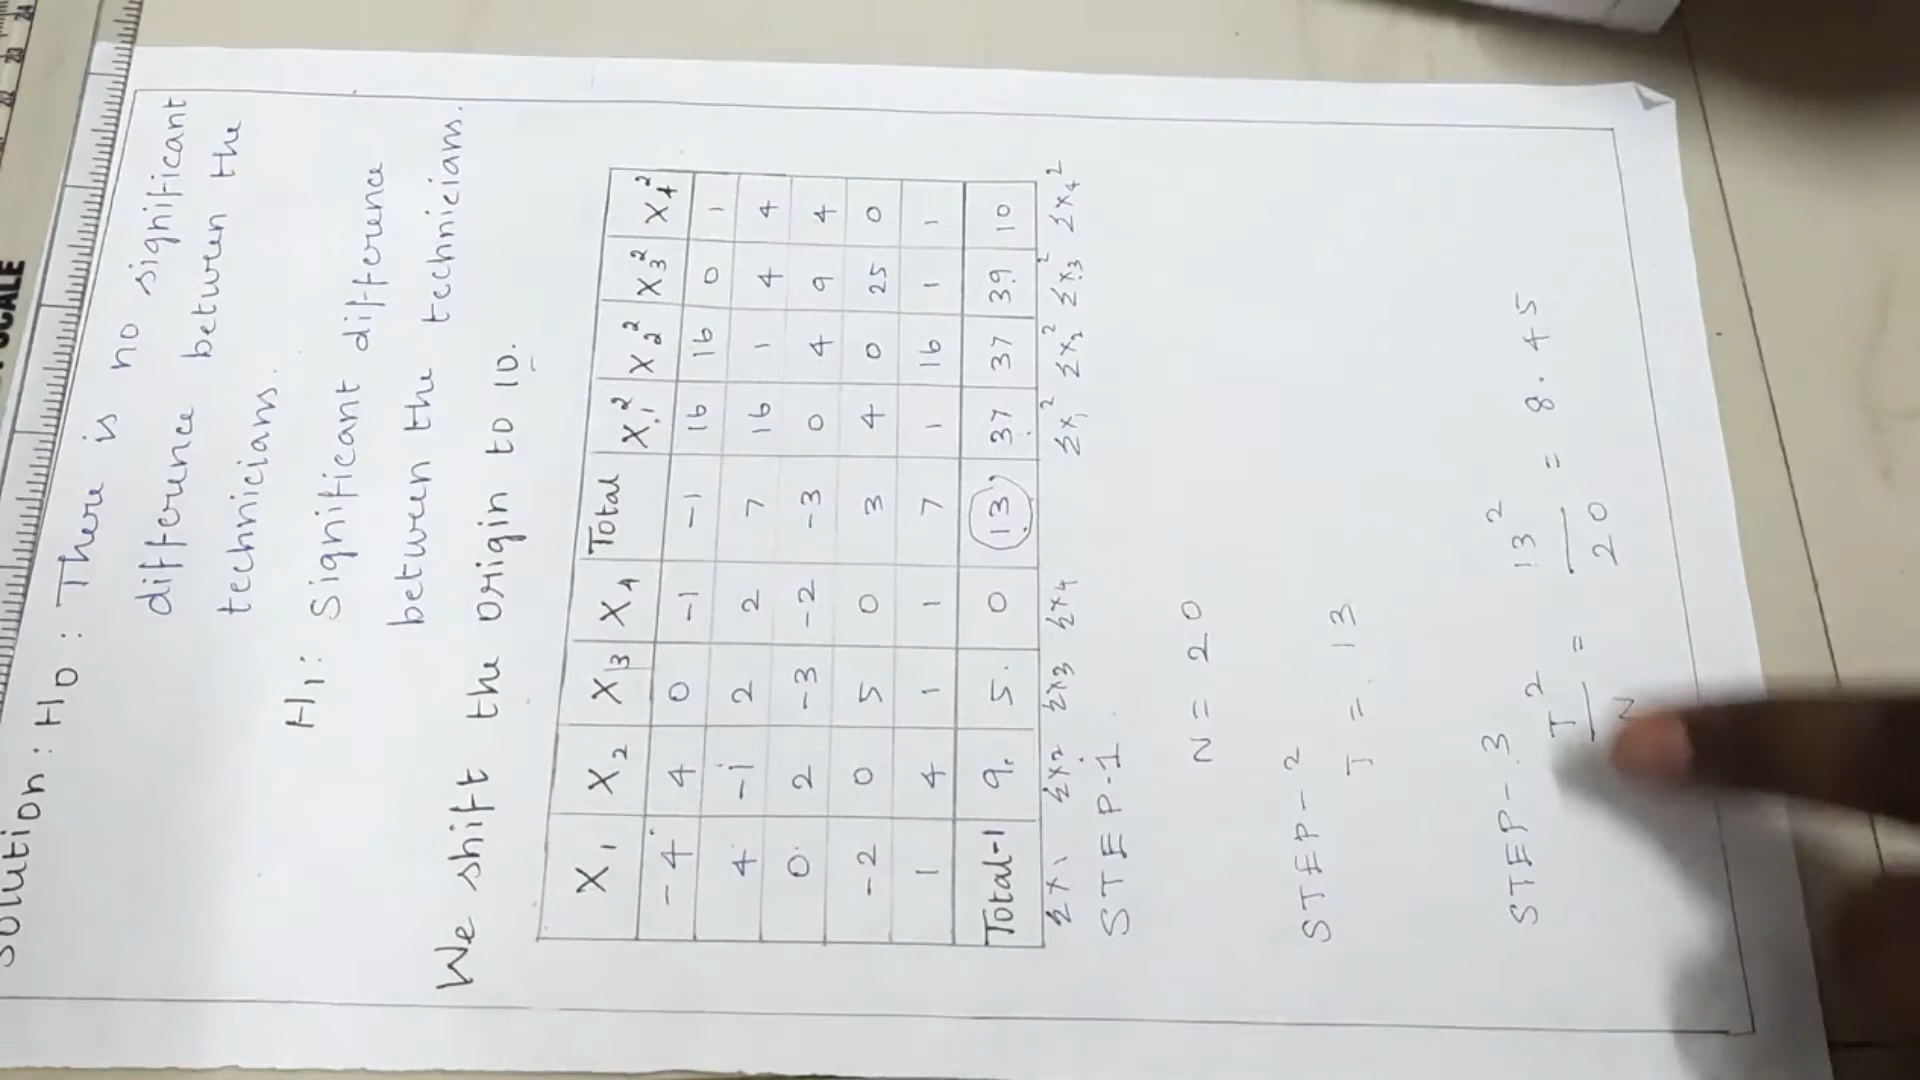 Solution: H0: There is no significant
difference between the
technicians.
H1: Significant difference
between the technicians.
We shift the origin to 10.
X1 X2 X3 X4 Total X1² X2² X3² X4²
-4 4 0 -1 -1 16 16 0 1
4 -1 2 2 7 16 1 4 4
0 2 -3 -2 -3 0 4 9 4
-2 0 5 0 3 4 0 25 0
1 4 1 1 7 1 16 1 1
Total-1 9 5 0 13 37 37 39 10
Σx1 Σx2 Σx3 Σx4 Σx1² Σx2² Σx3² Σx4²
STEP-1
N = 20
STEP-2
T = 13
STEP-3
T²/N = 13²/20 = 8.45
SCALE
22 23 24